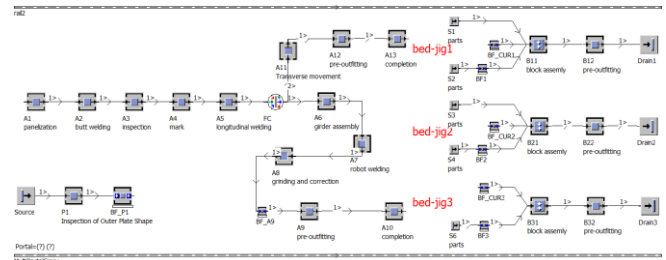 rail2
A11
Transverse movement
A12
pre-outfitting
A13
completion
bed-jig1
S1
parts
BF_CUR1
S2
parts
BF1
B11
block assemly
B12
pre-outfitting
Drain1
A1
panelization
A2
butt welding
A3
inspection
A4
mark
A5
longitudinal welding
FC
A6
girder assembly
A7
robot welding
A8
grinding and correction
bed-jig2
S3
parts
BF_CUR2
S4
parts
BF2
B21
block assemly
B22
pre-outfitting
Drain2
Source
P1
Inspection of Outer Plate Shape
BF_P1
BF_A9
A9
pre-outfitting
A10
completion
bed-jig3
BF_CUR3
S6
parts
BF3
B31
block assemly
B32
pre-outfitting
Drain3
Portal=(?) (?)